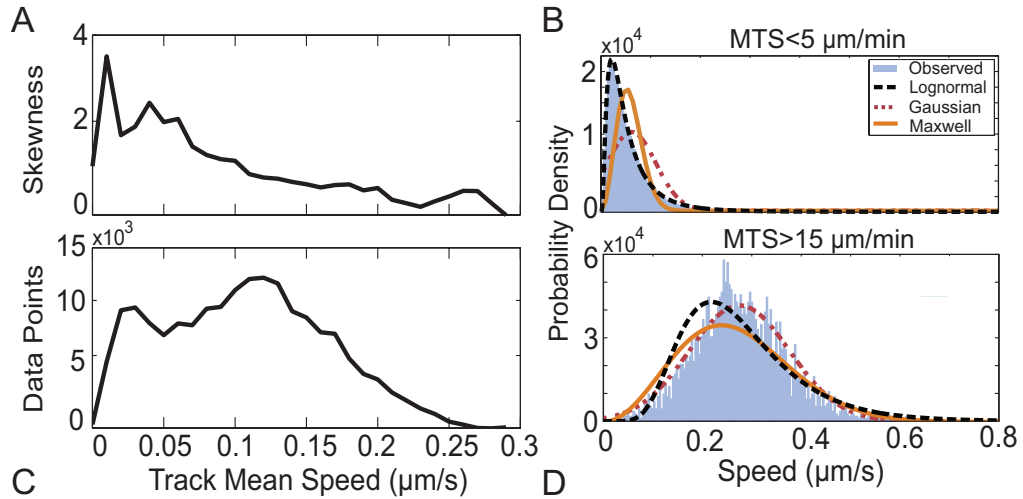 A
4
2
0
Skewness
B
x10⁴
MTS<5 µm/min
2
1
0
Observed
Lognormal
Gaussian
Maxwell
x10³
15
10
5
0
Data Points
0 0.05 0.1 0.15 0.2 0.25 0.3
Track Mean Speed (µm/s)
C
Probability Density
x10⁴
MTS>15 µm/min
6
3
0
0 0.2 0.4 0.6 0.8
Speed (µm/s)
D